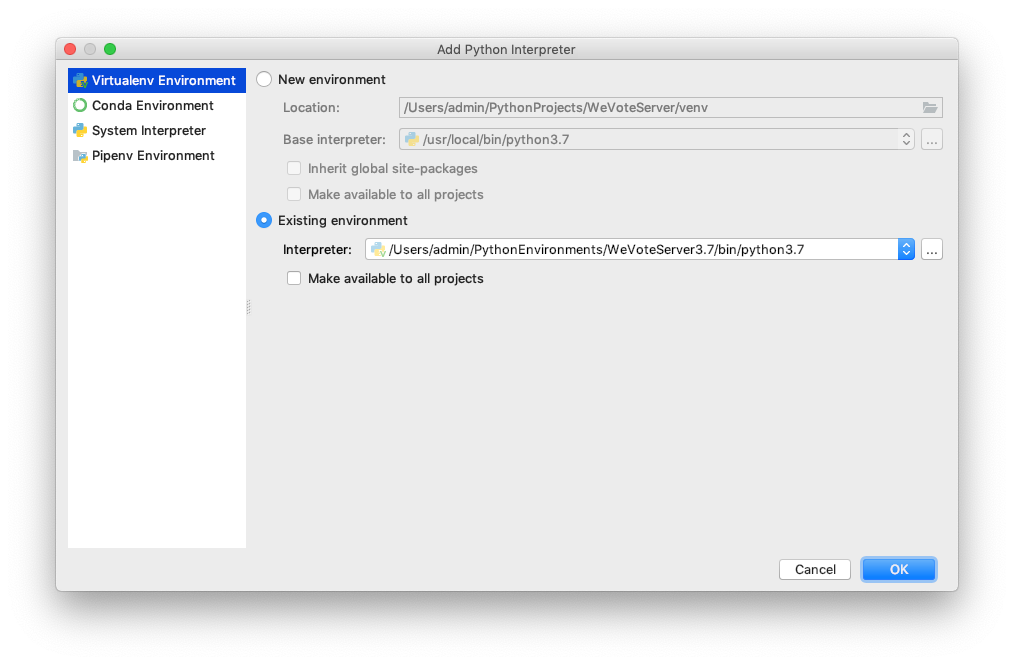 Add Python Interpreter
Virtualenv Environment
Conda Environment
System Interpreter
Pipenv Environment
New environment
Location: /Users/admin/PythonProjects/WeVoteServer/venv
Base interpreter: /usr/local/bin/python3.7 ...
Inherit global site-packages
Make available to all projects
Existing environment
Interpreter: /Users/admin/PythonEnvironments/WeVoteServer3.7/bin/python3.7 ...
Make available to all projects
Cancel OK